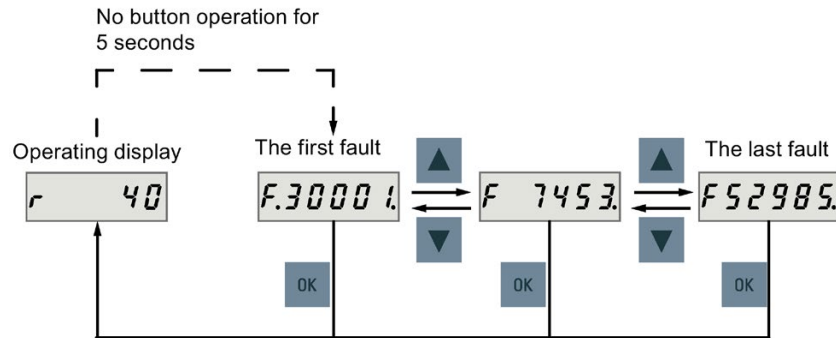 No button operation for
5 seconds
Operating display
The first fault
The last fault
r 40
F.30001.
F 7453.
F52985.
OK
OK
OK